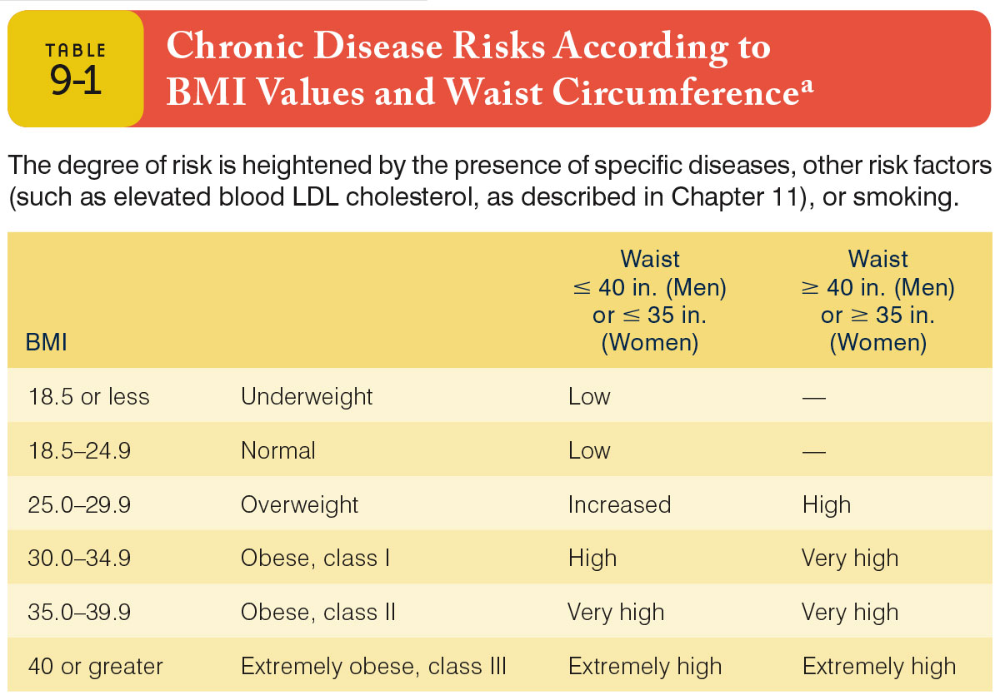 TABLE
9-1
Chronic Disease Risks According to
BMI Values and Waist Circumferenceª
The degree of risk is heightened by the presence of specific diseases, other risk factors
(such as elevated blood LDL cholesterol, as described in Chapter 11), or smoking.
BMI
Waist
≤ 40 in. (Men)
or ≤ 35 in.
(Women)
Waist
≥ 40 in. (Men)
or ≥ 35 in.
(Women)
18.5 or less Underweight Low —
18.5–24.9 Normal Low —
25.0–29.9 Overweight Increased High
30.0–34.9 Obese, class I High Very high
35.0–39.9 Obese, class II Very high Very high
40 or greater Extremely obese, class III Extremely high Extremely high